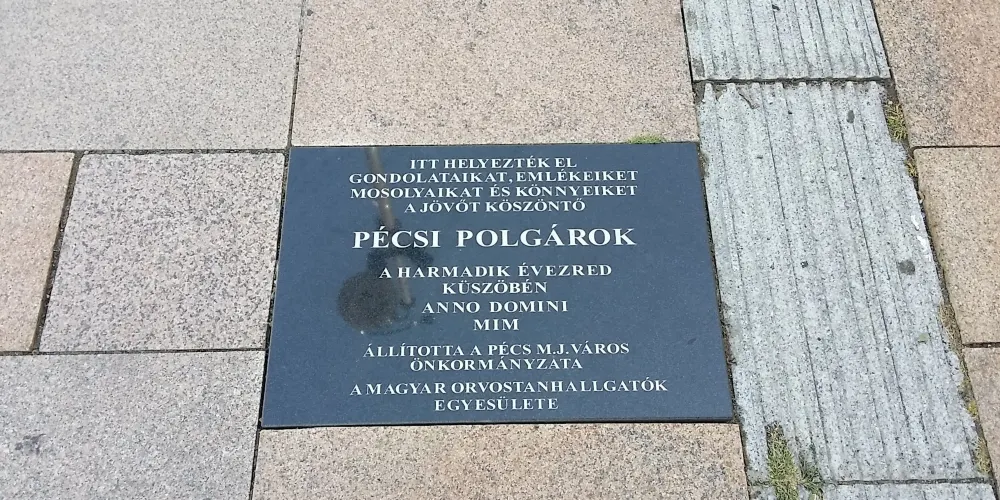 ITT HELYEZTÉK EL
GONDOLATAIKAT, EMLÉKEIKET
MOSOLYAIKAT ÉS KÖNNYEIKET
A JÖVŐT KÖSZÖNTŐ
PÉCSI POLGÁROK
A HARMADIK ÉVEZRED
KÜSZÖBÉN
ANNO DOMINI
MIM
ÁLLÍTOTTA A PÉCS M.J. VÁROS
ÖNKORMÁNYZATA
A MAGYAR ORVOSTANHALLGATÓK
EGYESÜLETE